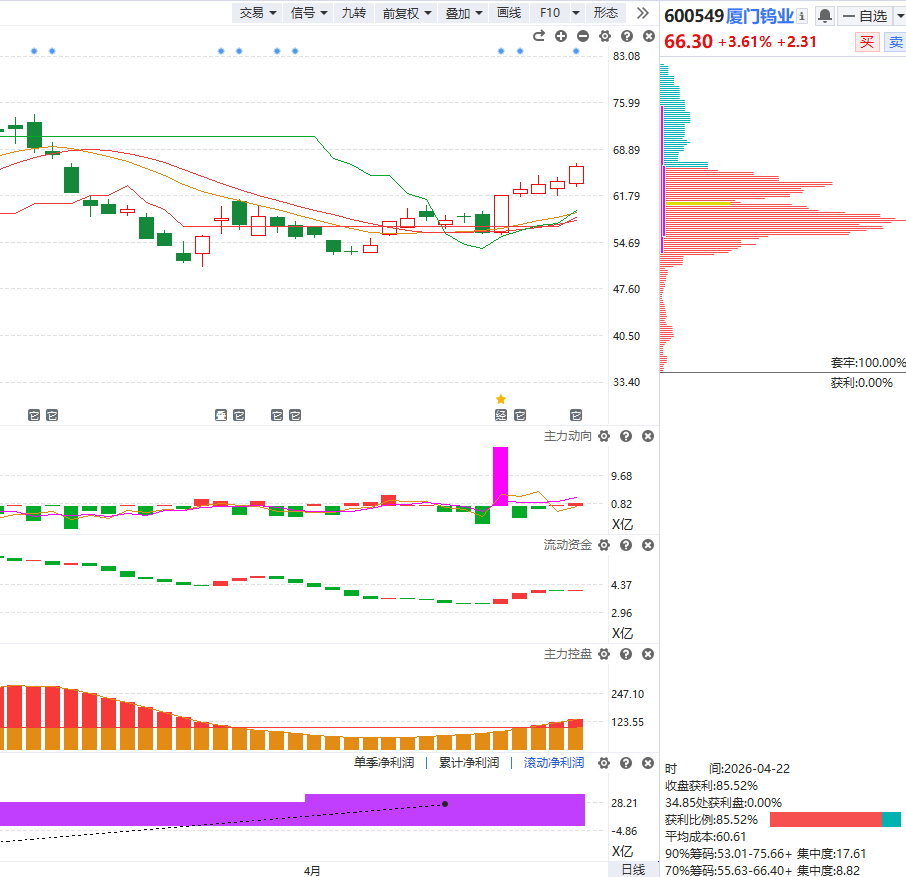 交易 信号 九转 前复权 叠加 画线 F10 形态
600549厦门钨业 自选
66.30 +3.61% +2.31 买 卖
83.08
75.99
68.89
61.79
54.69
47.60
40.50
33.40
套牢:100.00%
获利:0.00%
主力动向
9.68
0.82
X亿
流动资金
4.37
2.96
X亿
主力控盘
247.10
123.55
单季净利润 | 累计净利润 | 滚动净利润
28.21
-4.86
X亿
4月 日线
时 间:2026-04-22
收盘获利:85.52%
34.85处获利盘:0.00%
获利比例:85.52%
平均成本:60.61
90%筹码:53.01-75.66+ 集中度:17.61
70%筹码:55.63-66.40+ 集中度:8.82